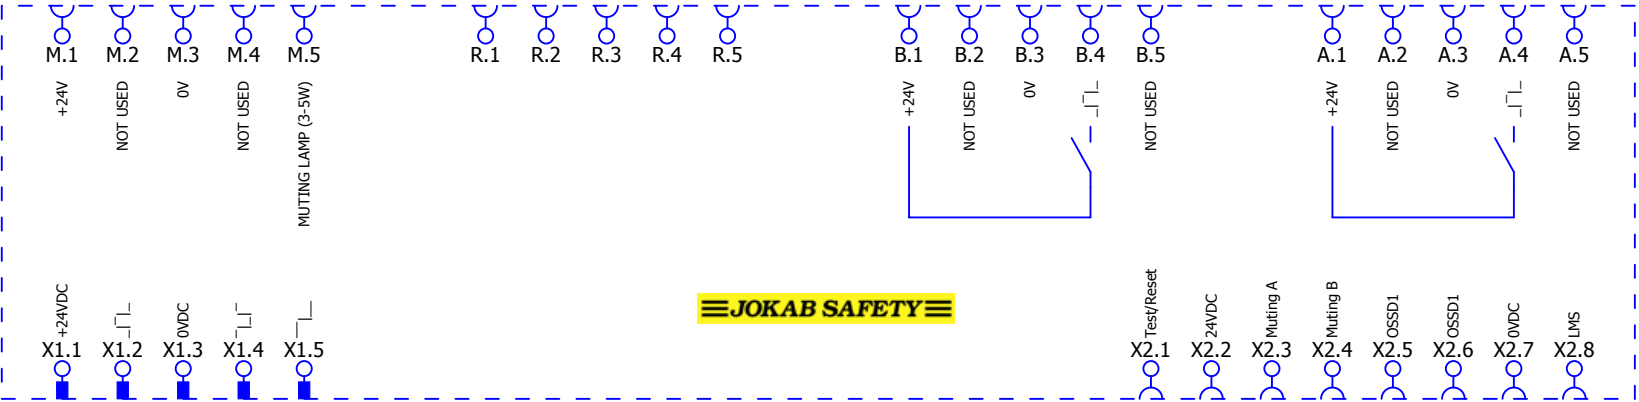 M.1 M.2 M.3 M.4 M.5 R.1 R.2 R.3 R.4 R.5 B.1 B.2 B.3 B.4 B.5 A.1 A.2 A.3 A.4 A.5
+24V
NOT USED
0V
NOT USED
MUTING LAMP (3-5W)
+24V
NOT USED
0V
NOT USED
+24V
NOT USED
0V
NOT USED
JOKAB SAFETY
+24VDC
0VDC
Test/Reset
24VDC
Muting A
Muting B
OSSD1
OSSD1
0VDC
LMS
X1.1 X1.2 X1.3 X1.4 X1.5 X2.1 X2.2 X2.3 X2.4 X2.5 X2.6 X2.7 X2.8